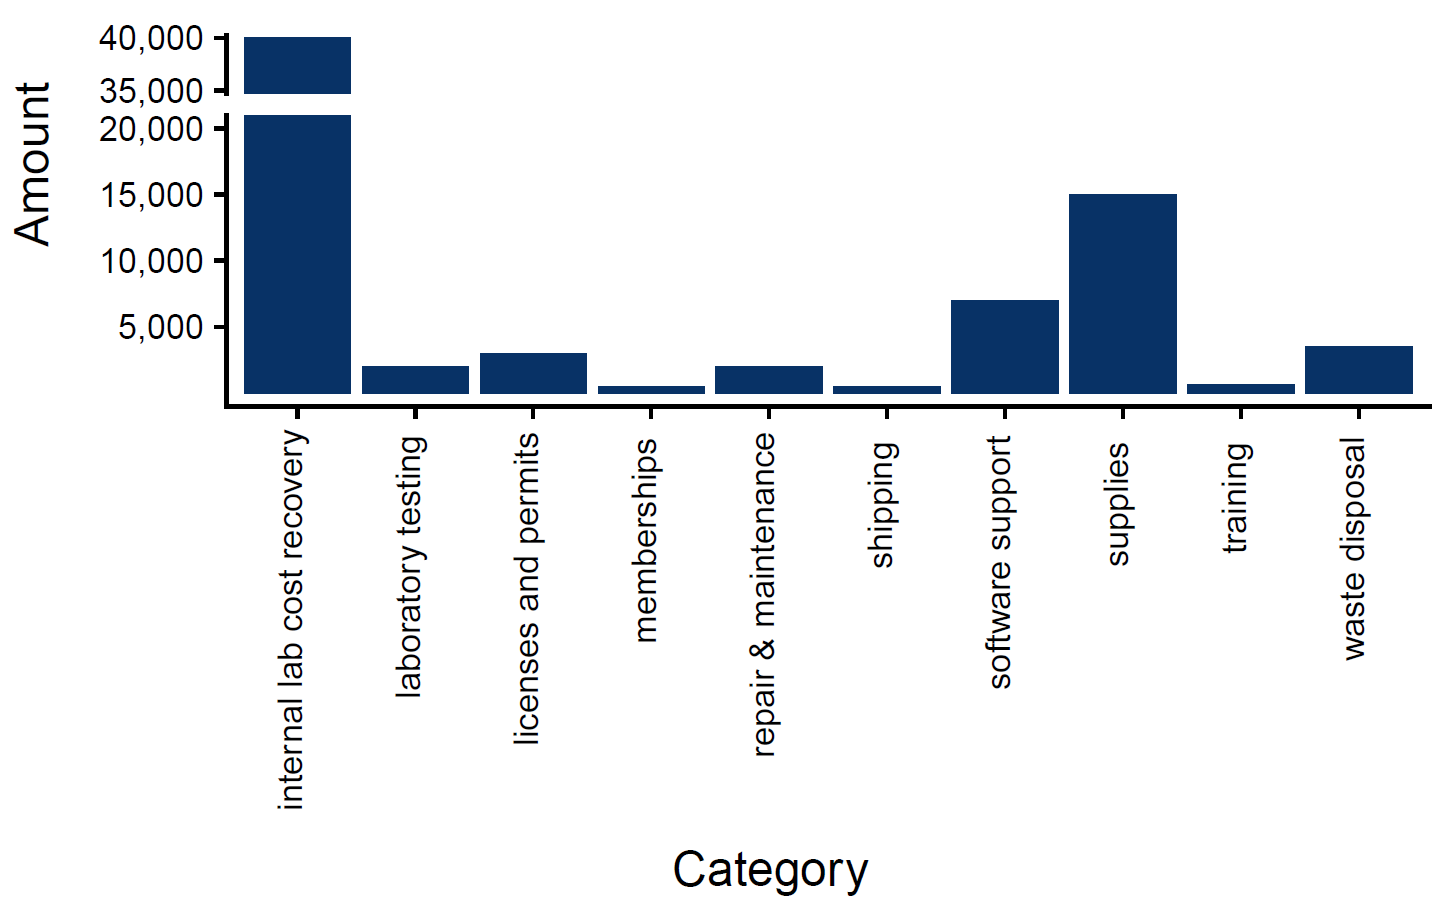 Amount
40,000
35,000
20,000
15,000
10,000
5,000
internal lab cost recovery
laboratory testing
licenses and permits
memberships
repair & maintenance
shipping
software support
supplies
training
waste disposal
Category